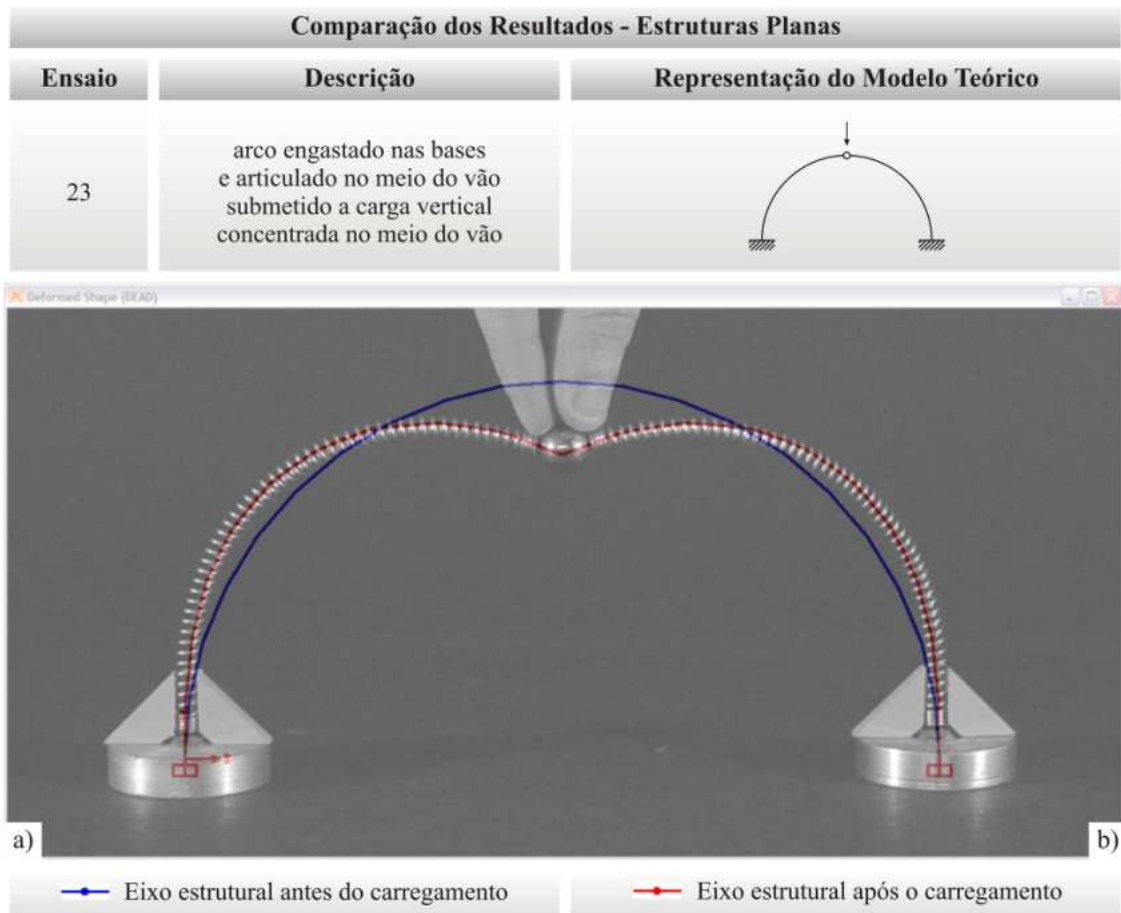 Comparação dos Resultados - Estruturas Planas
Ensaio
Descrição
Representação do Modelo Teórico
23
arco engastado nas bases
e articulado no meio do vão
submetido a carga vertical
concentrada no meio do vão
Deformed Shape (DEAD)
a)
b)
Eixo estrutural antes do carregamento
Eixo estrutural após o carregamento